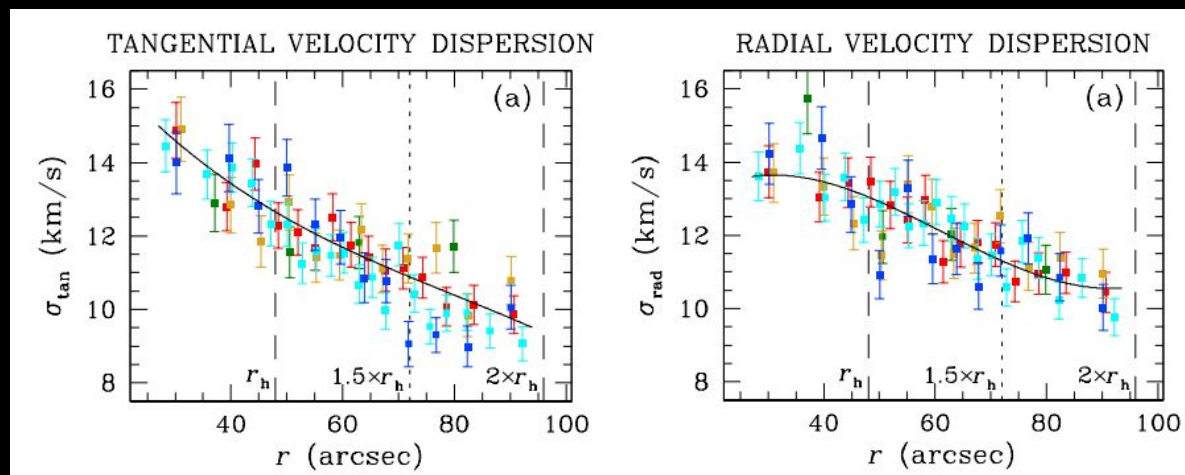 TANGENTIAL VELOCITY DISPERSION
(a)
16
14
12
10
8
σtan (km/s)
rh
1.5×rh
2×rh
40
60
80
100
r (arcsec)
RADIAL VELOCITY DISPERSION
(a)
16
14
12
10
8
σrad (km/s)
rh
1.5×rh
2×rh
40
60
80
100
r (arcsec)